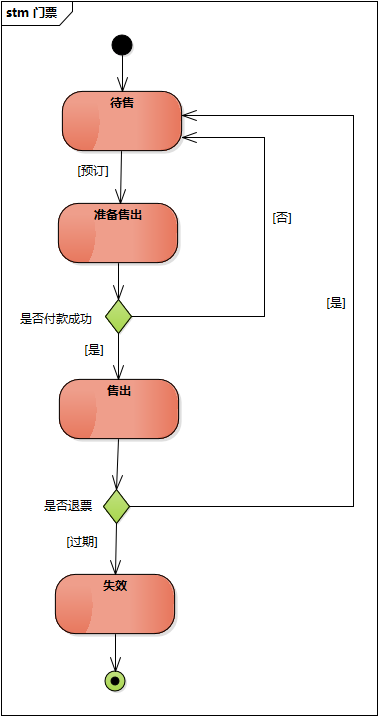 stm 门票
待售
[预订]
准备售出
[否]
[是]
是否付款成功
[是]
售出
是否退票
[过期]
失效